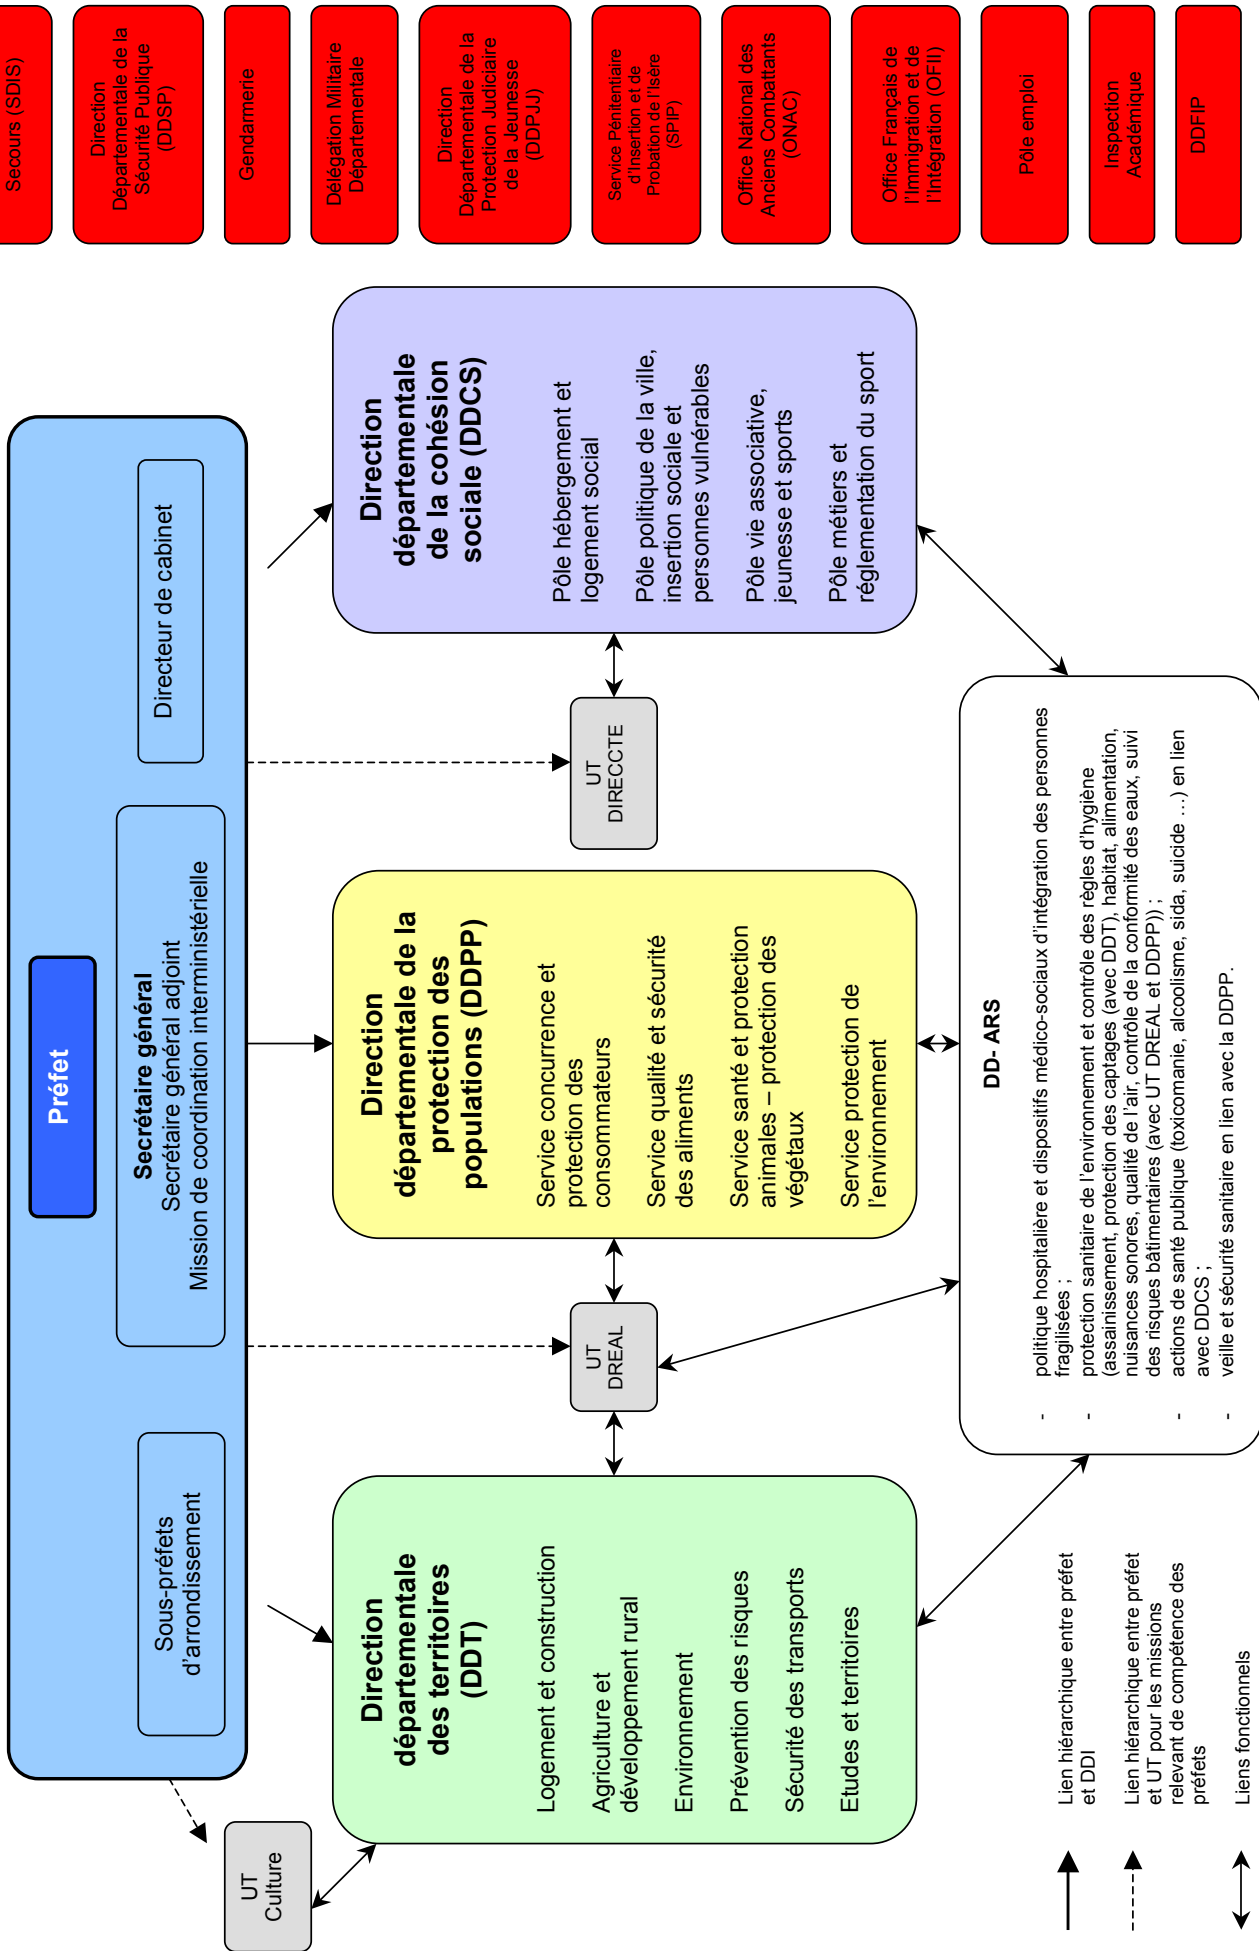 Préfet
Sous-préfets
d'arrondissement
Secrétaire général
Secrétaire général adjoint
Mission de coordination interministérielle
Directeur de cabinet
UT
Culture
Direction
départementale
des territoires
(DDT)
Logement et construction
Agriculture et
développement rural
Environnement
Prévention des risques
Sécurité des transports
Etudes et territoires
UT
DREAL
Direction
départementale de la
protection des
populations (DDPP)
Service concurrence et
protection des
consommateurs
Service qualité et sécurité
des aliments
Service santé et protection
animales – protection des
végétaux
Service protection de
l'environnement
UT
DIRECCTE
Direction
départementale
de la cohésion
sociale (DDCS)
Pôle hébergement et
logement social
Pôle politique de la ville,
insertion sociale et
personnes vulnérables
Pôle vie associative,
jeunesse et sports
Pôle métiers et
réglementation du sport
DD- ARS
- politique hospitalière et dispositifs médico-sociaux d'intégration des personnes
fragilisées ;
- protection sanitaire de l'environnement et contrôle des règles d'hygiène
(assainissement, protection des captages (avec DDT), habitat, alimentation,
nuisances sonores, qualité de l'air, contrôle de la conformité des eaux, suivi
des risques bâtimentaires (avec UT DREAL et DDPP)) ;
- actions de santé publique (toxicomanie, alcoolisme, sida, suicide …) en lien
avec DDCS ;
- veille et sécurité sanitaire en lien avec la DDPP.
Lien hiérarchique entre préfet
et DDI
Lien hiérarchique entre préfet
et UT pour les missions
relevant de compétence des
préfets
Liens fonctionnels
Secours (SDIS)
Direction
Départementale de la
Sécurité Publique
(DDSP)
Gendarmerie
Délégation Militaire
Départementale
Direction
Départementale de la
Protection Judiciaire
de la Jeunesse
(DDPJJ)
Service Pénitentiaire
d'Insertion et de
Probation de l'Isère
(SPIP)
Office National des
Anciens Combattants
(ONAC)
Office Français de
l'Immigration et de
l'Intégration (OFII)
Pôle emploi
Inspection
Académique
DDFIP